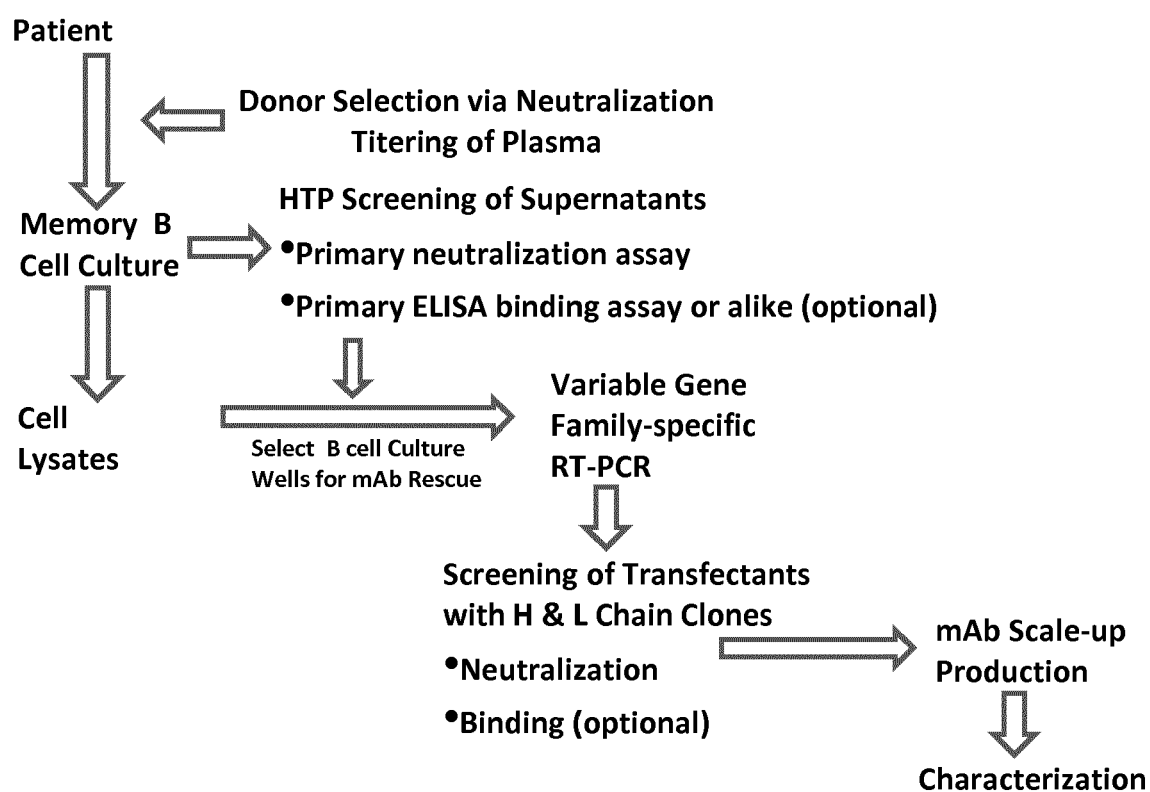 Patient
Donor Selection via Neutralization
Titering of Plasma
Memory B
Cell Culture
HTP Screening of Supernatants
•Primary neutralization assay
•Primary ELISA binding assay or alike (optional)
Cell
Lysates
Select B cell Culture
Wells for mAb Rescue
Variable Gene
Family-specific
RT-PCR
Screening of Transfectants
with H & L Chain Clones
•Neutralization
•Binding (optional)
mAb Scale-up
Production
Characterization